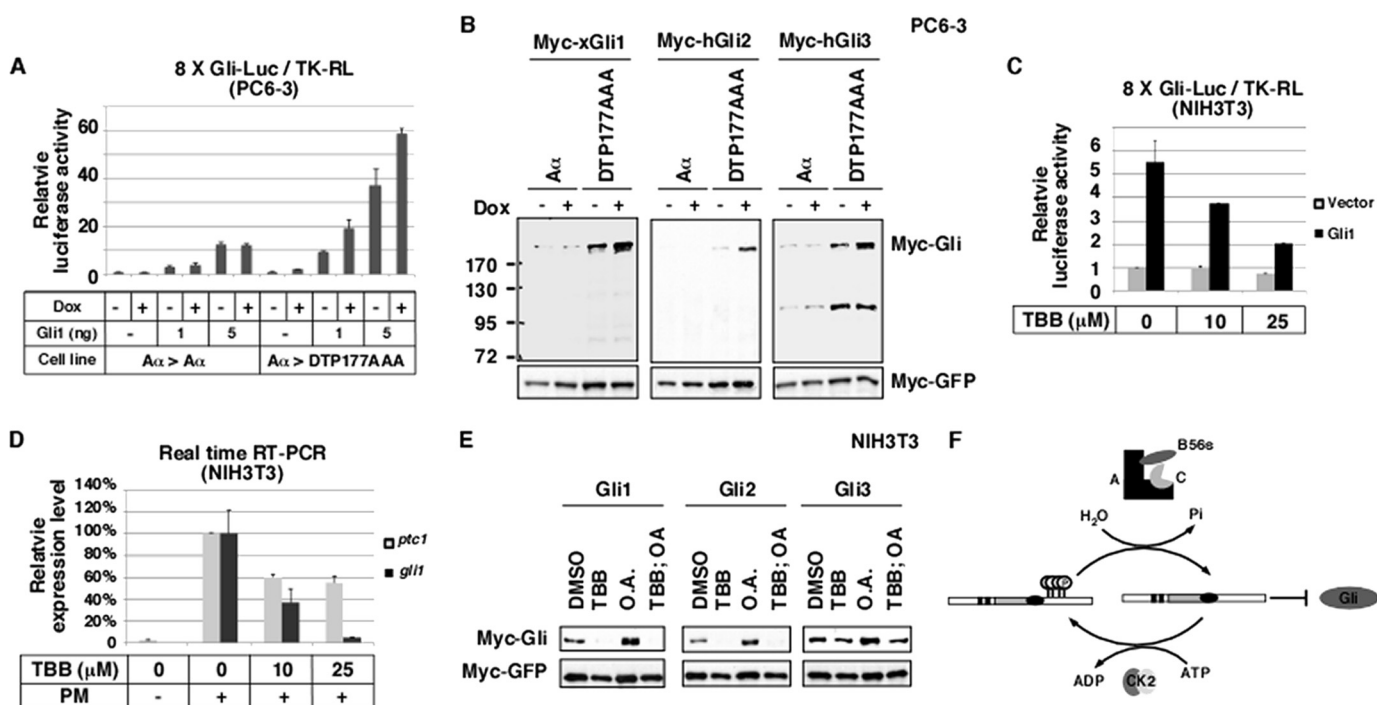 A
8 X Gli-Luc / TK-RL
(PC6-3)
Relatvie
luciferase activity
60
40
20
0
Dox - + - + - + - + - + - +
Gli1 (ng) - 1 5 - 1 5
Cell line Aα > Aα Aα > DTP177AAA
B
PC6-3
Myc-xGli1 Myc-hGli2 Myc-hGli3
Aα DTP177AAA Aα DTP177AAA Aα DTP177AAA
Dox - + - + - + - + - + - +
Myc-Gli
170
130
95
72
Myc-GFP
C
8 X Gli-Luc / TK-RL
(NIH3T3)
Relatvie
luciferase activity
6
5
4
3
2
1
0
Vector
Gli1
TBB (μM) 0 10 25
D
Real time RT-PCR
(NIH3T3)
Relatvie
expression level
140%
120%
100%
80%
60%
40%
20%
0
ptc1
gli1
TBB (μM) 0 0 10 25
PM - + + +
E
NIH3T3
Gli1 Gli2 Gli3
DMSO TBB O.A. TBB; OA DMSO TBB O.A. TBB; OA DMSO TBB O.A. TBB; OA
Myc-Gli
Myc-GFP
F
B56s
A C
H₂O Pi
Gli
ADP CK2 ATP